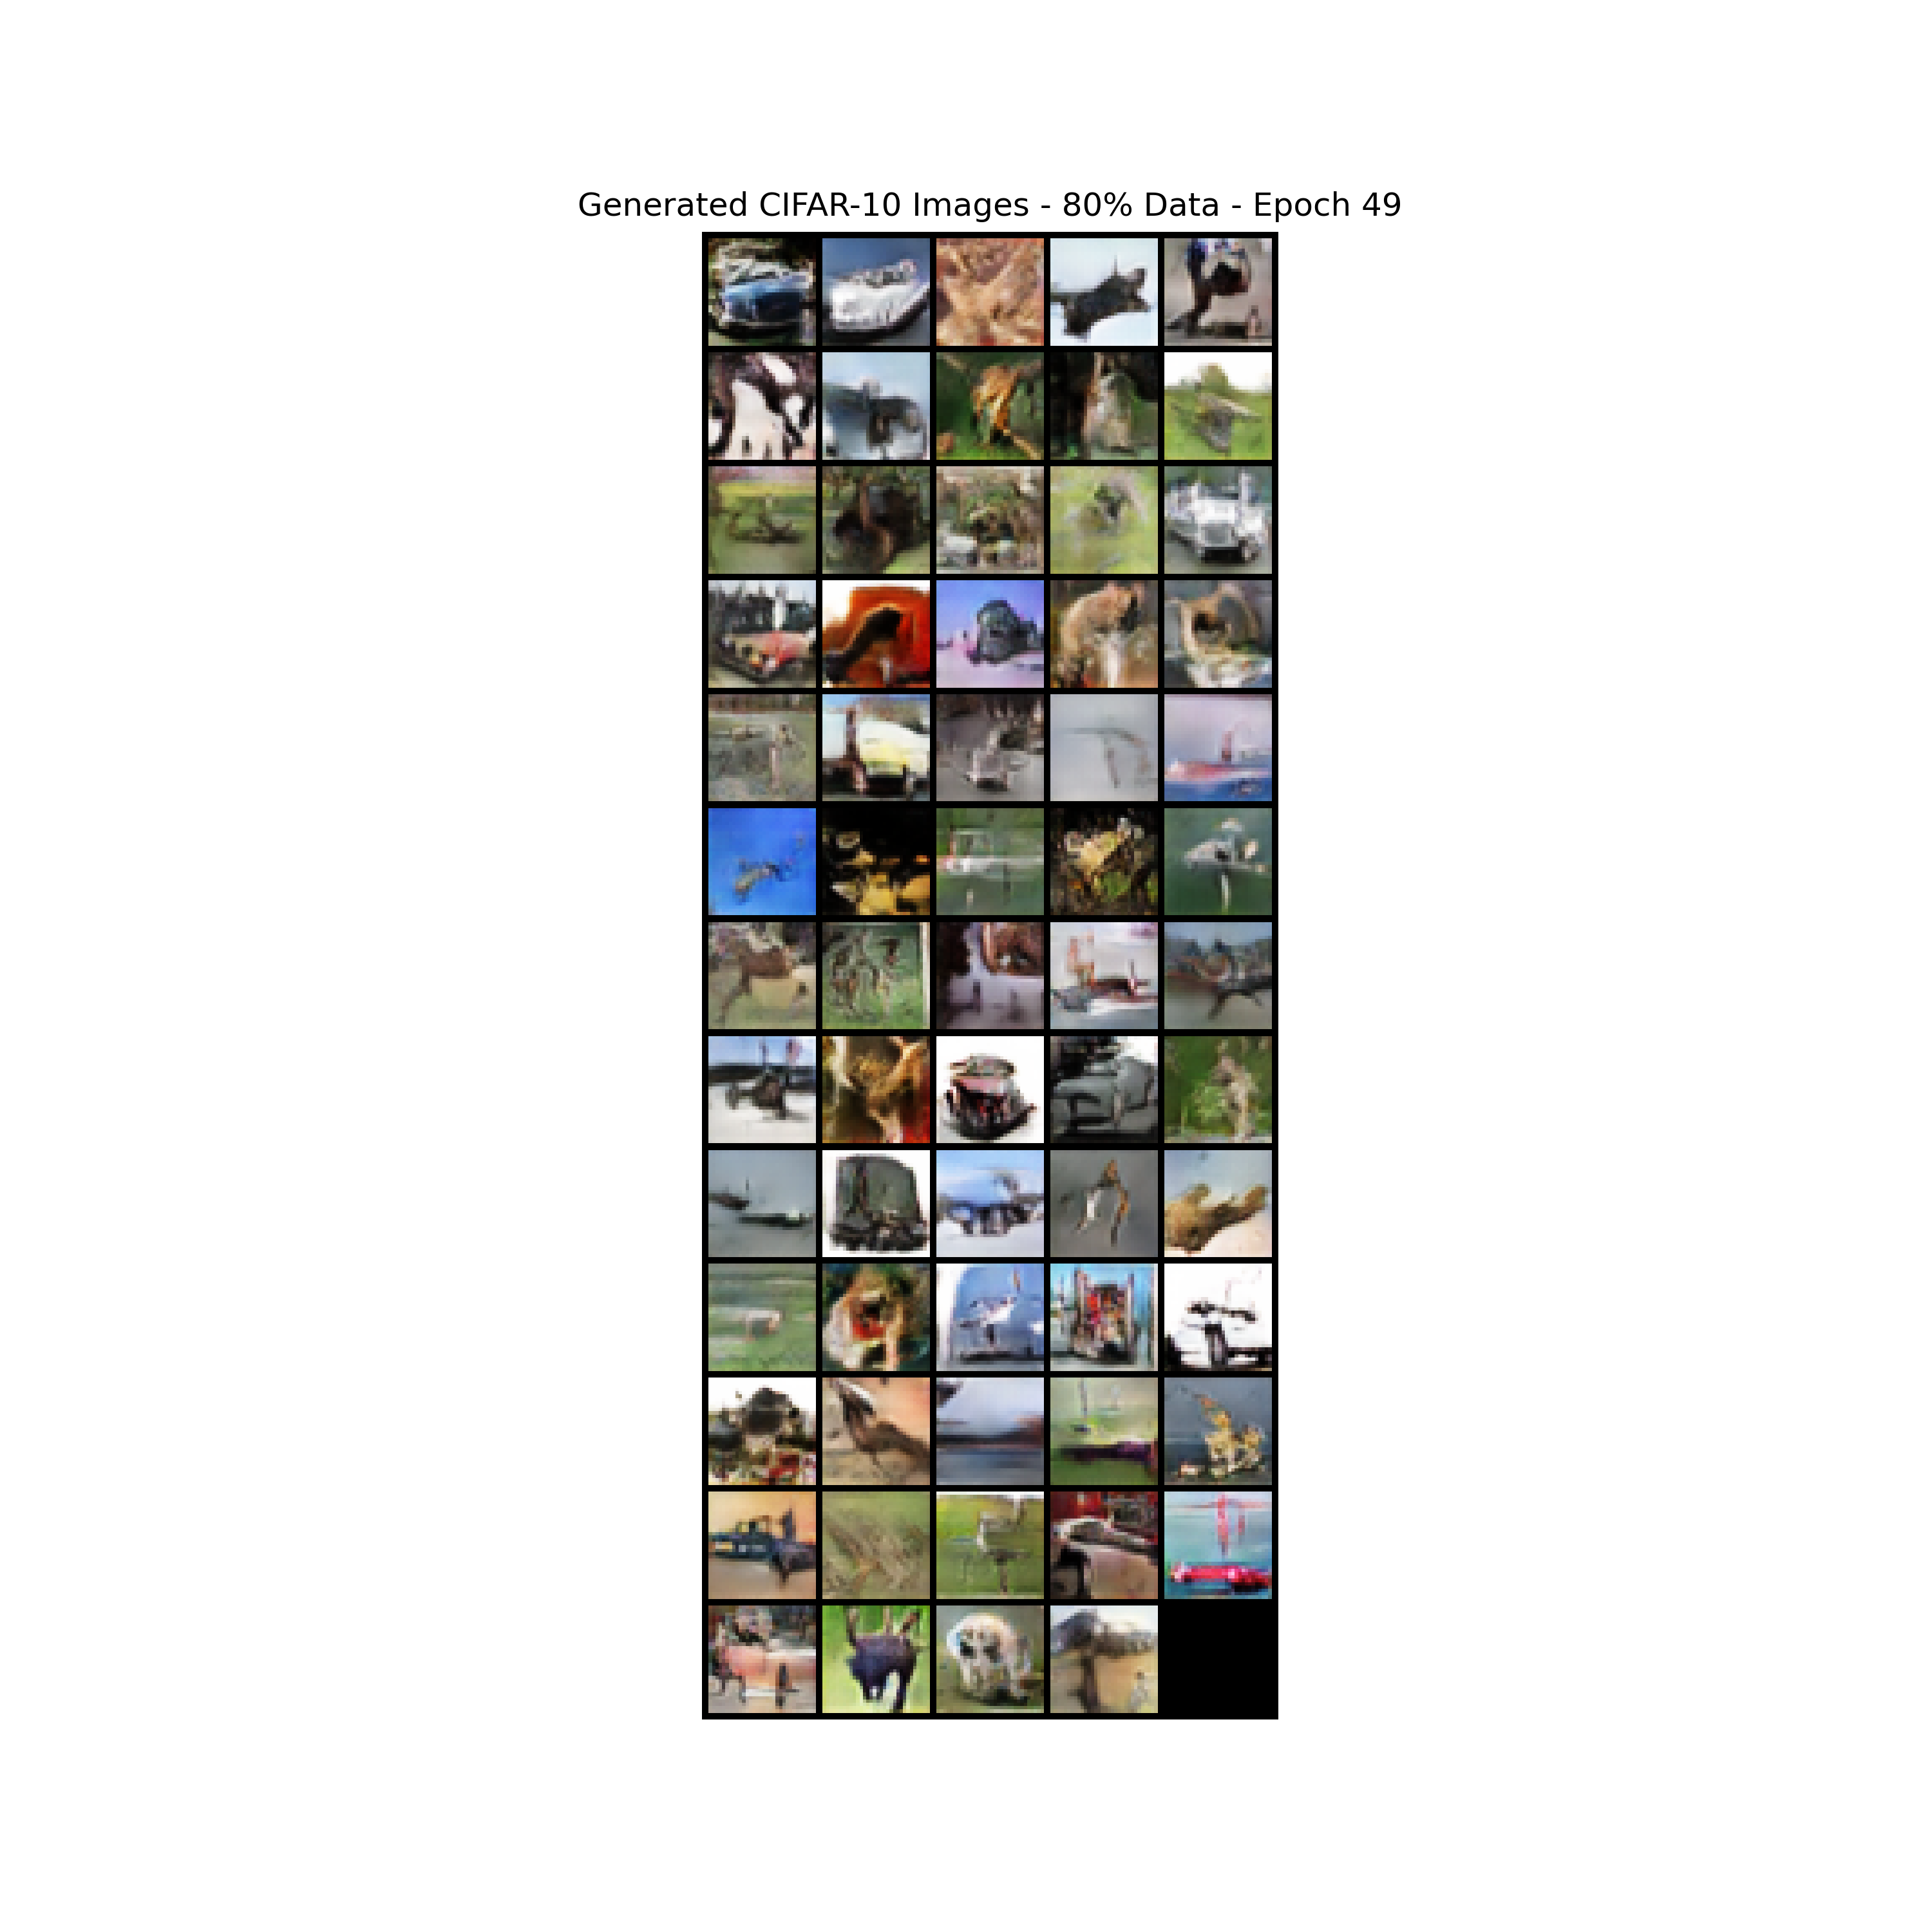 Generated CIFAR-10 Images - 80% Data - Epoch 49